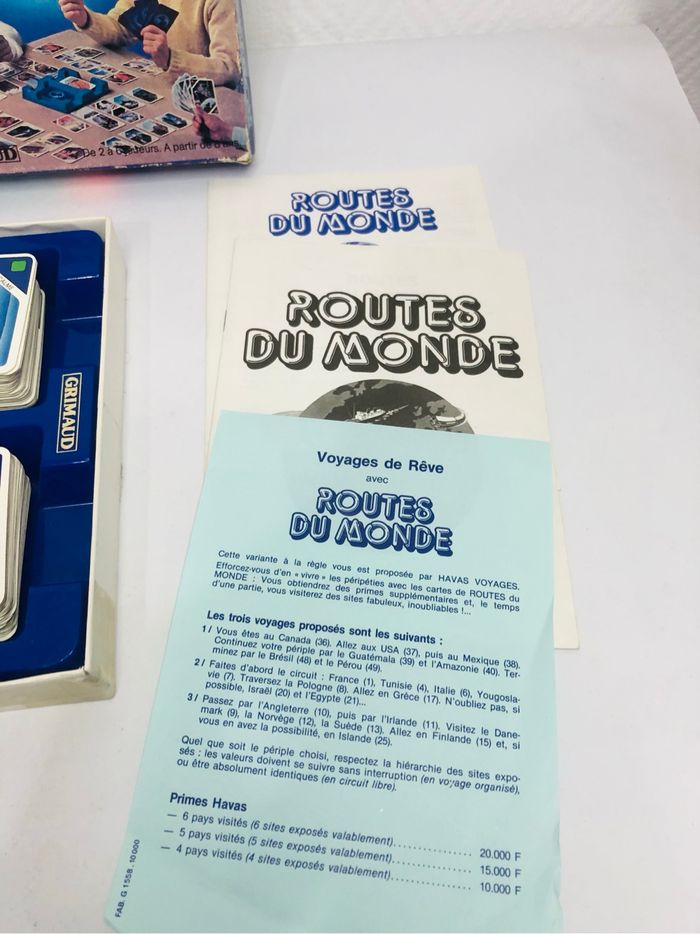 De 2 à 6 joueurs. A partir de 8 ans.
ROUTES
DU MONDE
GRIMAUD
ROUTES
DU MONDE
Voyages de Rêve
avec
ROUTES
DU MONDE
Cette variante à la règle vous est proposée par HAVAS VOYAGES.
Efforcez-vous d'en « vivre » les péripéties avec les cartes de ROUTES du
MONDE : Vous obtiendrez des primes supplémentaires et, le temps
d'une partie, vous visiterez des sites fabuleux, inoubliables !...
Les trois voyages proposés sont les suivants :
1/ Vous êtes au Canada (36). Allez aux USA (37), puis au Mexique (38).
Continuez votre périple par le Guatémala (39) et l'Amazonie (40). Ter-
minez par le Brésil (48) et le Pérou (49).
2/ Faites d'abord le circuit : France (1), Tunisie (4), Italie (6), Yougosla-
vie (7). Traversez la Pologne (8). Allez en Grèce (17). N'oubliez pas, si
possible, Israël (20) et l'Egypte (21)...
3/ Passez par l'Angleterre (10), puis par l'Irlande (11). Visitez le Dane-
mark (9), la Norvège (12), la Suède (13). Allez en Finlande (15) et, si
vous en avez la possibilité, en Islande (25).
Quel que soit le périple choisi, respectez la hiérarchie des sites expo-
sés : les valeurs doivent se suivre sans interruption (en voyage organisé),
ou être absolument identiques (en circuit libre).
Primes Havas
— 6 pays visités (6 sites exposés valablement)............... 20.000 F
— 5 pays visités (5 sites exposés valablement)............... 15.000 F
— 4 pays visités (4 sites exposés valablement)............... 10.000 F
FAB. G 1558 - 10000